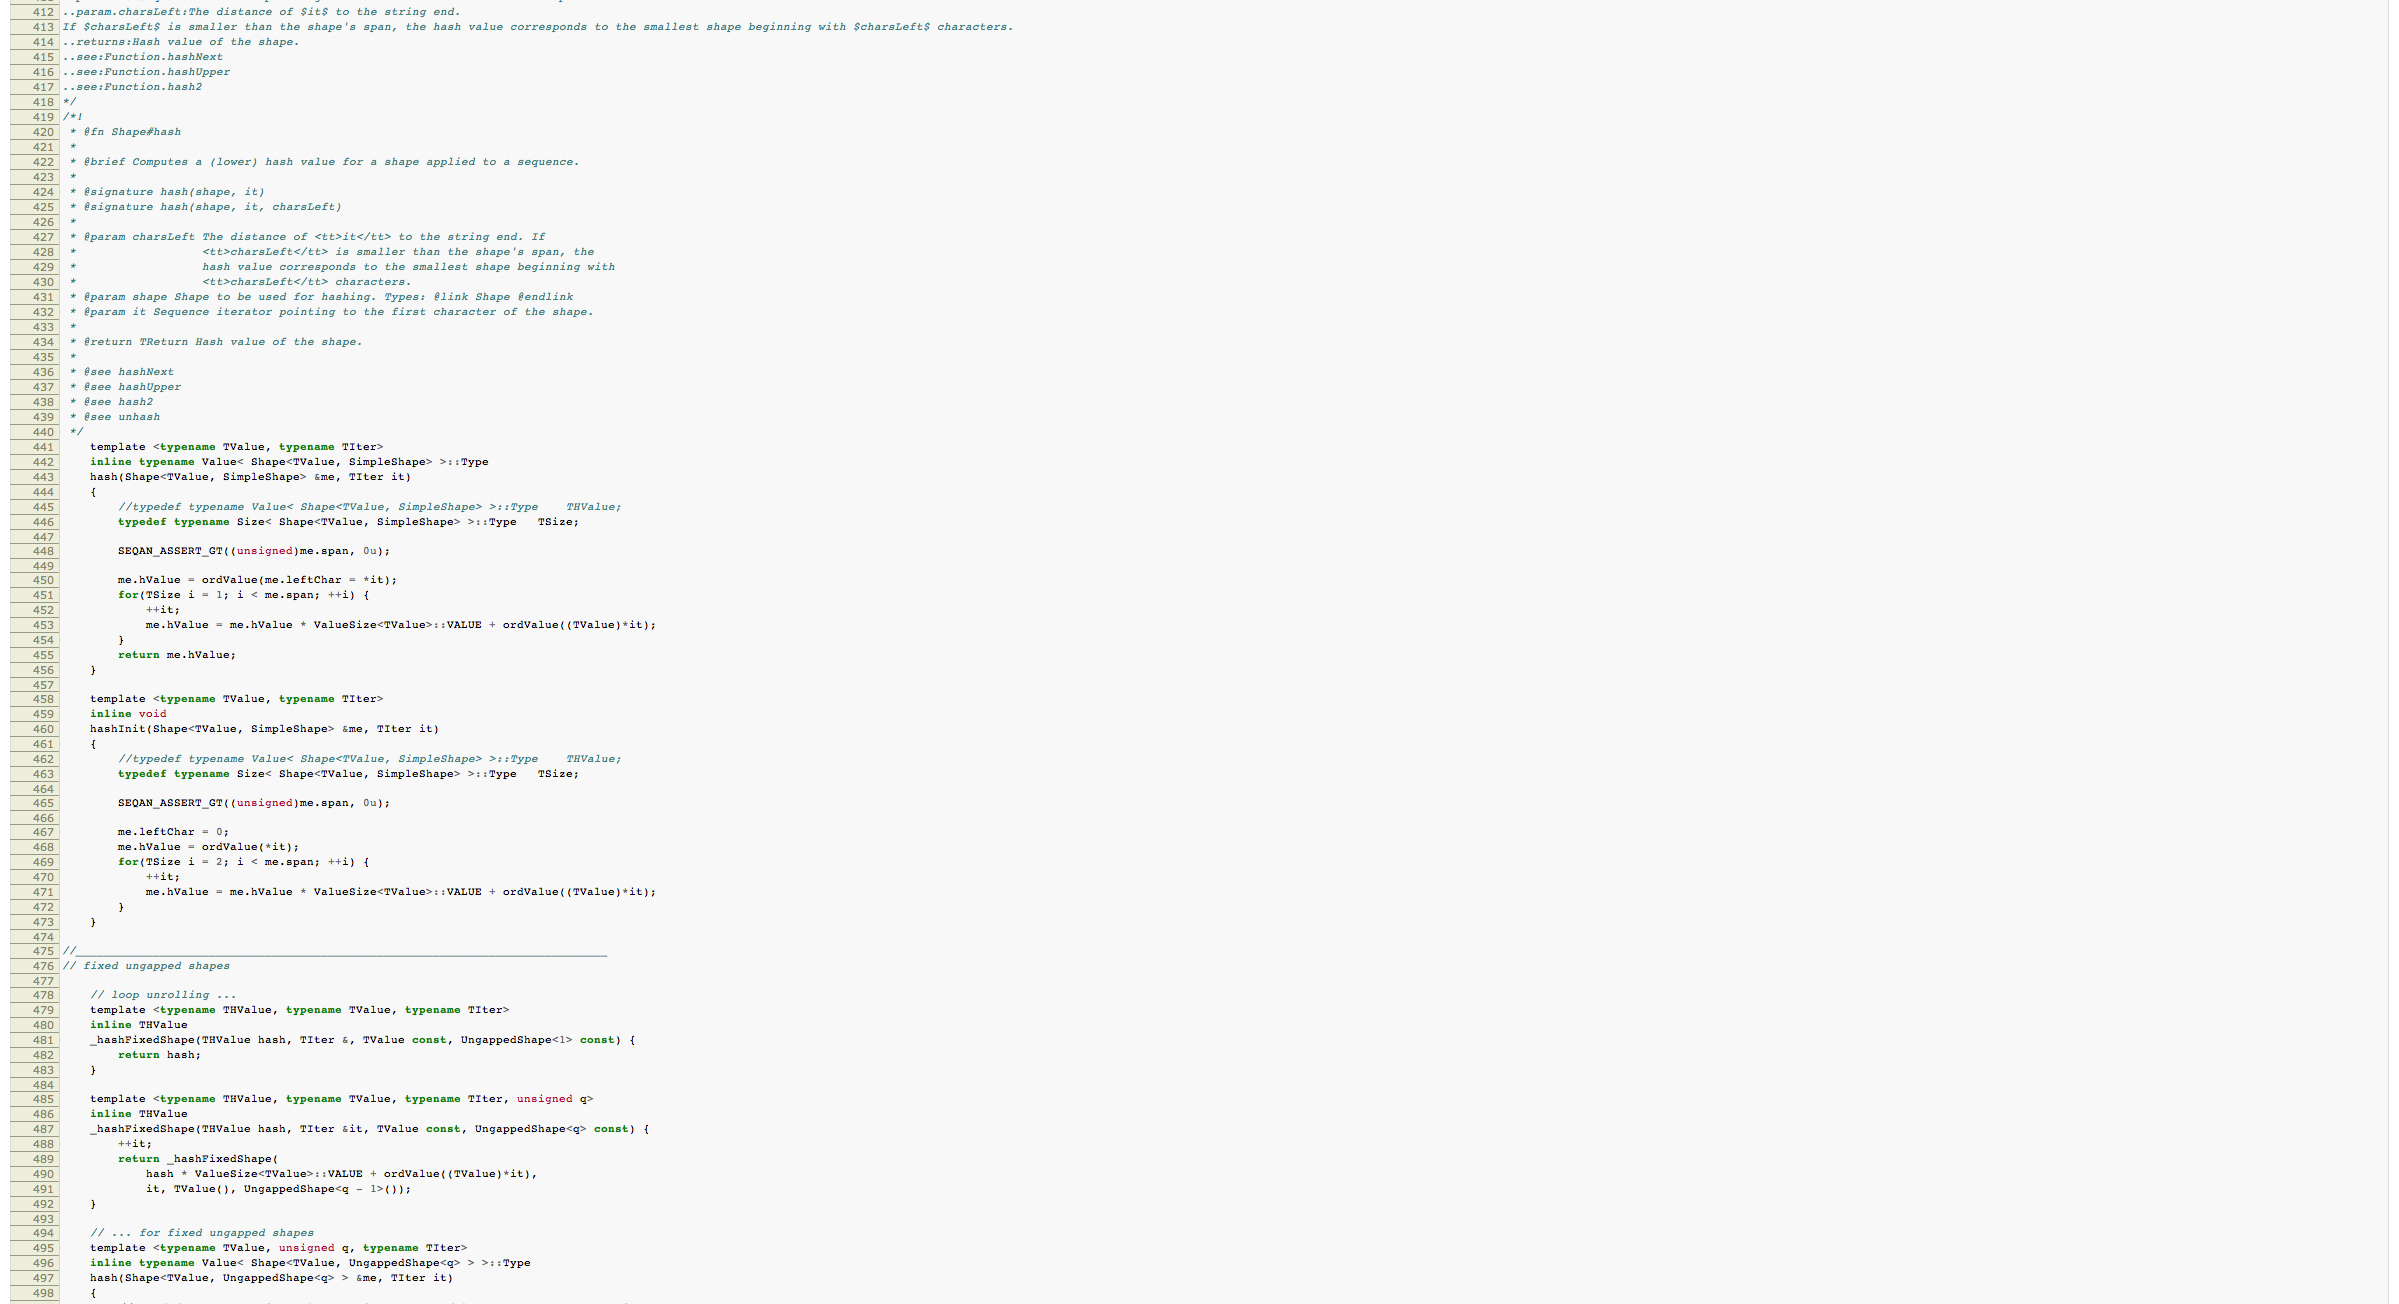 412 ..param.charsLeft:The distance of $it$ to the string end.
413 If $charsLeft$ is smaller than the shape's span, the hash value corresponds to the smallest shape beginning with $charsLeft$ characters.
414 ..returns:Hash value of the shape.
415 ..see:Function.hashNext
416 ..see:Function.hashUpper
417 ..see:Function.hash2
418 */
419 /*!
420  * @fn Shape#hash
421  *
422  * @brief Computes a (lower) hash value for a shape applied to a sequence.
423  *
424  * @signature hash(shape, it)
425  * @signature hash(shape, it, charsLeft)
426  *
427  * @param charsLeft The distance of <tt>it</tt> to the string end. If
428  *                  <tt>charsLeft</tt> is smaller than the shape's span, the
429  *                  hash value corresponds to the smallest shape beginning with
430  *                  <tt>charsLeft</tt> characters.
431  * @param shape Shape to be used for hashing. Types: @link Shape @endlink
432  * @param it Sequence iterator pointing to the first character of the shape.
433  *
434  * @return TReturn Hash value of the shape.
435  *
436  * @see hashNext
437  * @see hashUpper
438  * @see hash2
439  * @see unhash
440  */
441     template <typename TValue, typename TIter>
442     inline typename Value< Shape<TValue, SimpleShape> >::Type
443     hash(Shape<TValue, SimpleShape> &me, TIter it)
444     {
445         //typedef typename Value< Shape<TValue, SimpleShape> >::Type    THValue;
446         typedef typename Size< Shape<TValue, SimpleShape> >::Type   TSize;
447
448         SEQAN_ASSERT_GT((unsigned)me.span, 0u);
449
450         me.hValue = ordValue(me.leftChar = *it);
451         for(TSize i = 1; i < me.span; ++i) {
452             ++it;
453             me.hValue = me.hValue * ValueSize<TValue>::VALUE + ordValue((TValue)*it);
454         }
455         return me.hValue;
456     }
457
458     template <typename TValue, typename TIter>
459     inline void
460     hashInit(Shape<TValue, SimpleShape> &me, TIter it)
461     {
462         //typedef typename Value< Shape<TValue, SimpleShape> >::Type    THValue;
463         typedef typename Size< Shape<TValue, SimpleShape> >::Type   TSize;
464
465         SEQAN_ASSERT_GT((unsigned)me.span, 0u);
466
467         me.leftChar = 0;
468         me.hValue = ordValue(*it);
469         for(TSize i = 2; i < me.span; ++i) {
470             ++it;
471             me.hValue = me.hValue * ValueSize<TValue>::VALUE + ordValue((TValue)*it);
472         }
473     }
474
475 //____________________________________________________________________________
476 // fixed ungapped shapes
477
478     // loop unrolling ...
479     template <typename THValue, typename TValue, typename TIter>
480     inline THValue
481     _hashFixedShape(THValue hash, TIter &, TValue const, UngappedShape<1> const) {
482         return hash;
483     }
484
485     template <typename THValue, typename TValue, typename TIter, unsigned q>
486     inline THValue
487     _hashFixedShape(THValue hash, TIter &it, TValue const, UngappedShape<q> const) {
488         ++it;
489         return _hashFixedShape(
490             hash * ValueSize<TValue>::VALUE + ordValue((TValue)*it),
491             it, TValue(), UngappedShape<q - 1>());
492     }
493
494     // ... for fixed ungapped shapes
495     template <typename TValue, unsigned q, typename TIter>
496     inline typename Value< Shape<TValue, UngappedShape<q> > >::Type
497     hash(Shape<TValue, UngappedShape<q> > &me, TIter it)
498     {